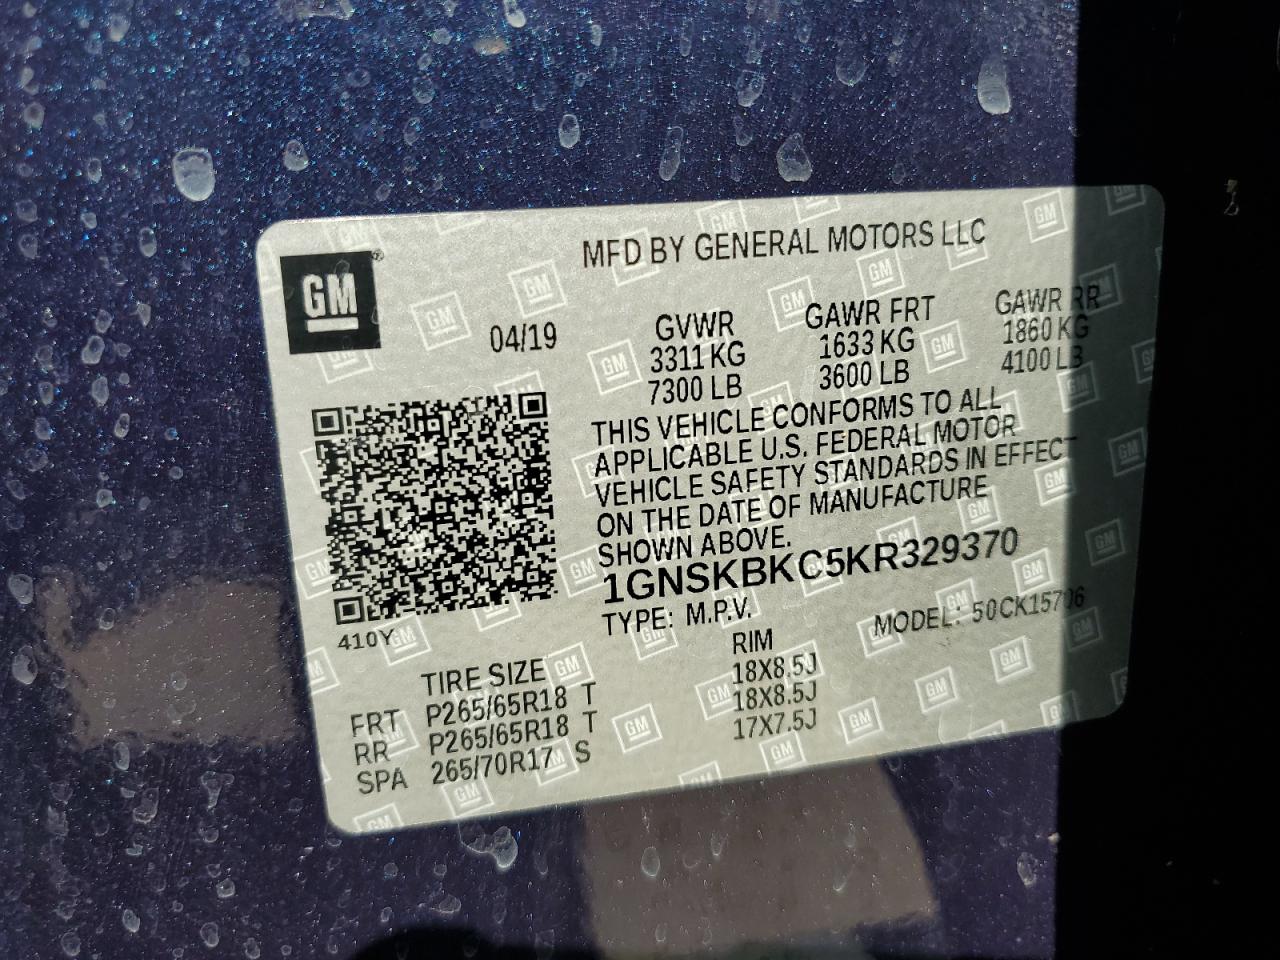 GM
MFD BY GENERAL MOTORS LLC
04/19
GVWR GAWR FRT GAWR RR
3311 KG 1633 KG 1860 KG
7300 LB 3600 LB 4100 LB
THIS VEHICLE CONFORMS TO ALL
APPLICABLE U.S. FEDERAL MOTOR
VEHICLE SAFETY STANDARDS IN EFFECT
ON THE DATE OF MANUFACTURE
SHOWN ABOVE.
1GNSKBKC5KR329370
TYPE: M.P.V. MODEL: 50CK15706
410Y
TIRE SIZE RIM
FRT P265/65R18 T 18X8.5J
RR P265/65R18 T 18X8.5J
SPA 265/70R17 S 17X7.5J